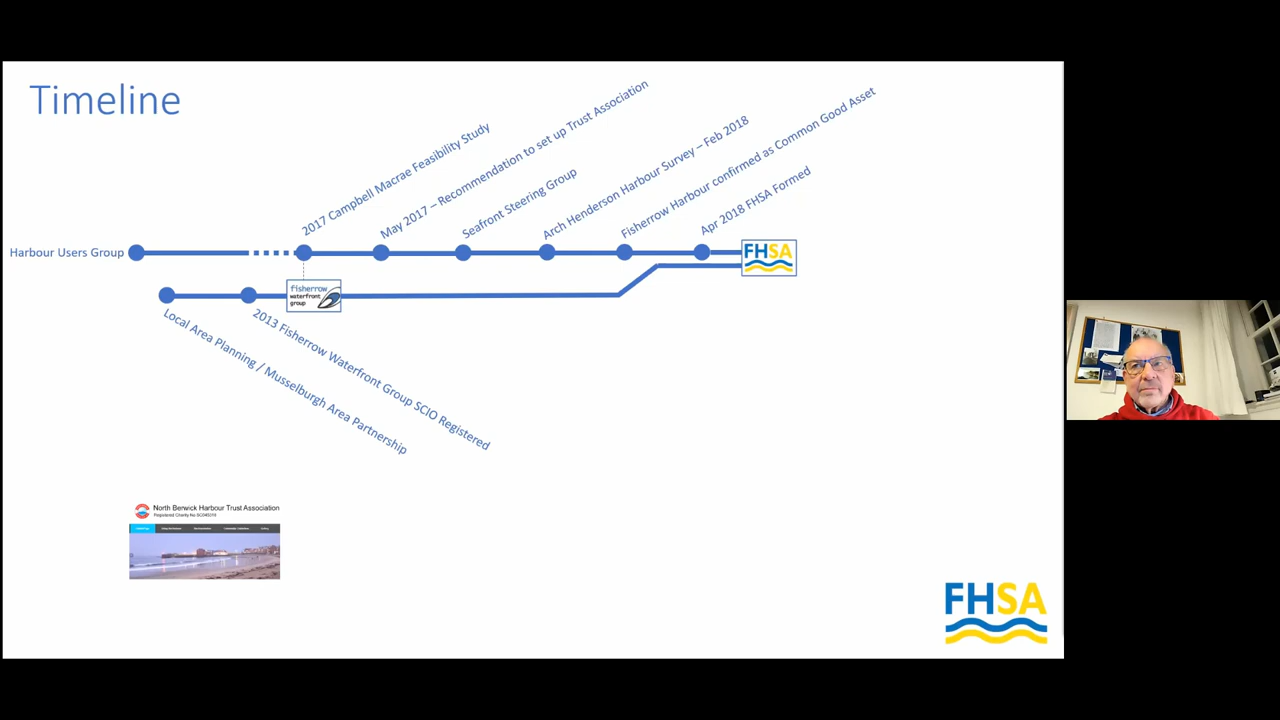 Timeline
2017 Campbell Macrae Feasibility Study
May 2017 – Recommendation to set up Trust Association
Seafront Steering Group
Arch Henderson Harbour Survey – Feb 2018
Fisherrow Harbour confirmed as Common Good Asset
Apr 2018 FHSA Formed
Harbour Users Group
FHSA
fisherrow
waterfront
group
Local Area Planning / Musselburgh Area Partnership
2013 Fisherrow Waterfront Group SCIO Registered
North Berwick Harbour Trust Association
FHSA